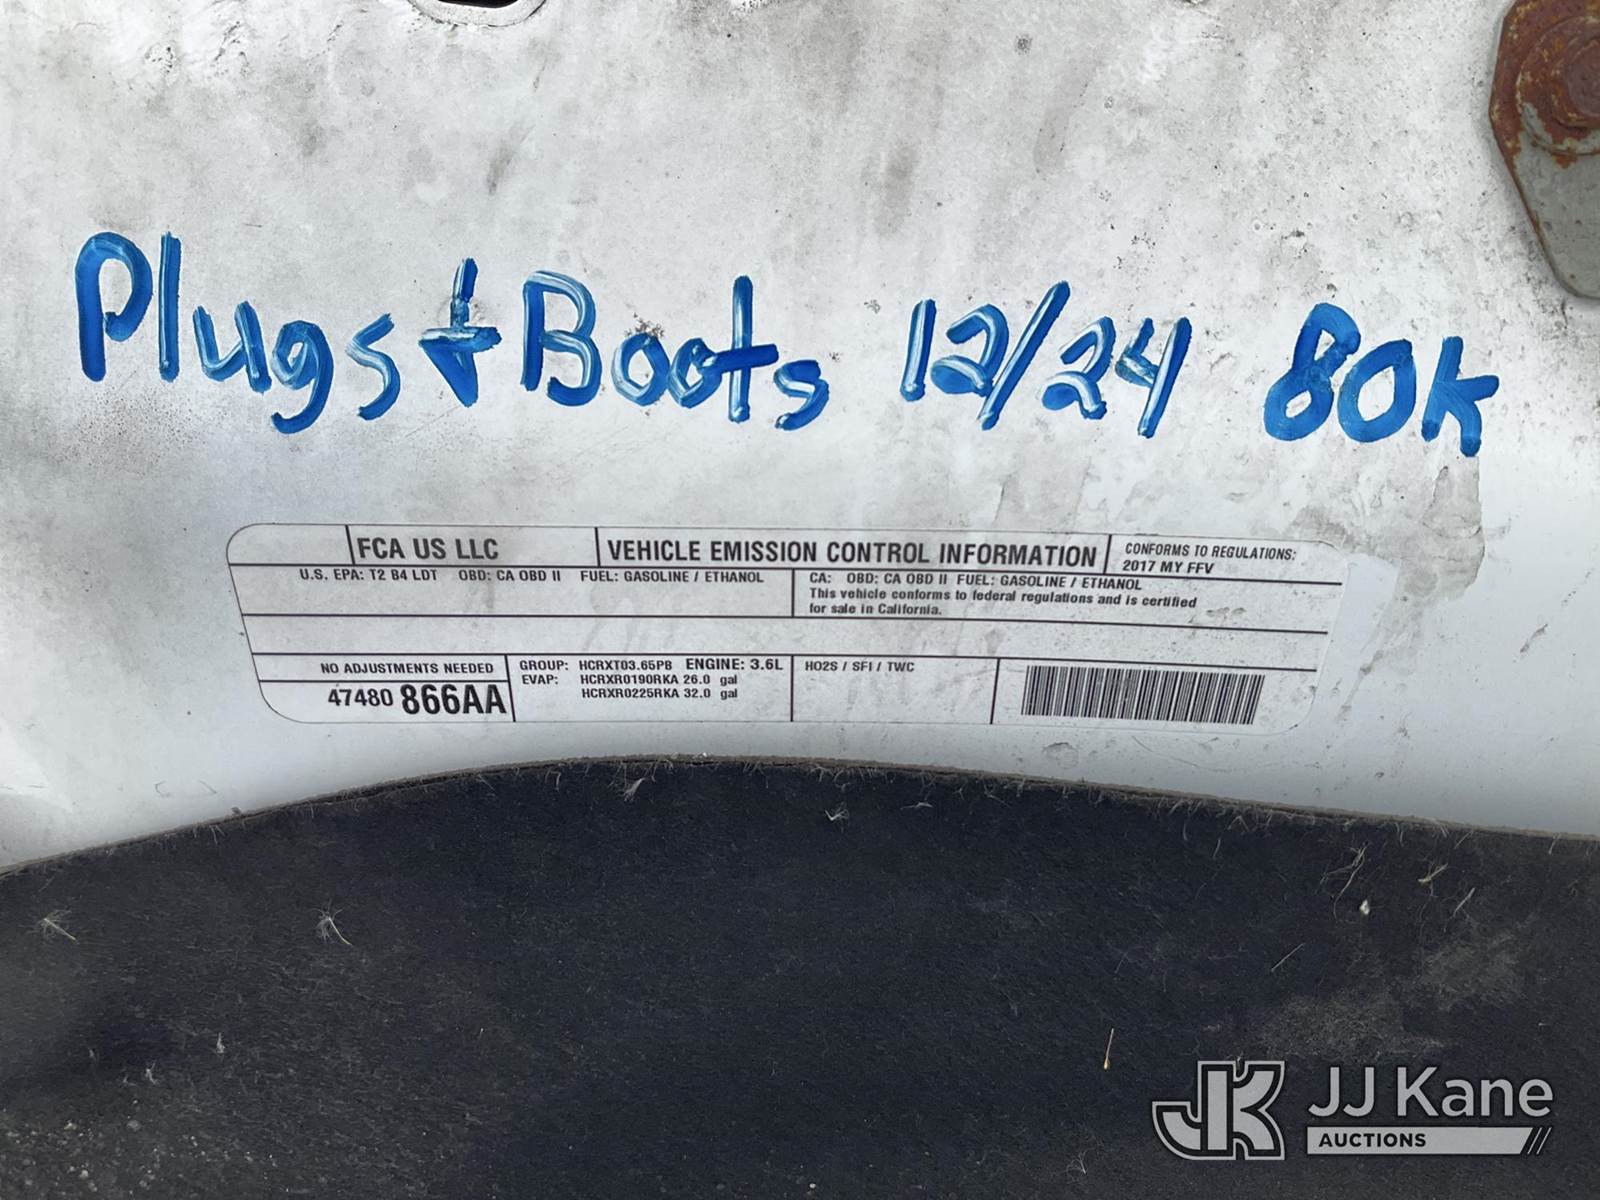 Plugs + Boots 12/24 80K
FCA US LLC
VEHICLE EMISSION CONTROL INFORMATION
CONFORMS TO REGULATIONS:
2017 MY FFV
U.S. EPA: T2 B4 LDT OBD: CA OBD II FUEL: GASOLINE / ETHANOL
CA: OBD: CA OBD II FUEL: GASOLINE / ETHANOL
This vehicle conforms to federal regulations and is certified
for sale in California.
NO ADJUSTMENTS NEEDED
47480 866AA
GROUP: HCRXT03.65PB ENGINE: 3.6L
EVAP: HCRXR0190RKA 26.0 gal
HCRXR0225RKA 32.0 gal
HO2S / SFI / TWC
JK JJ Kane
AUCTIONS